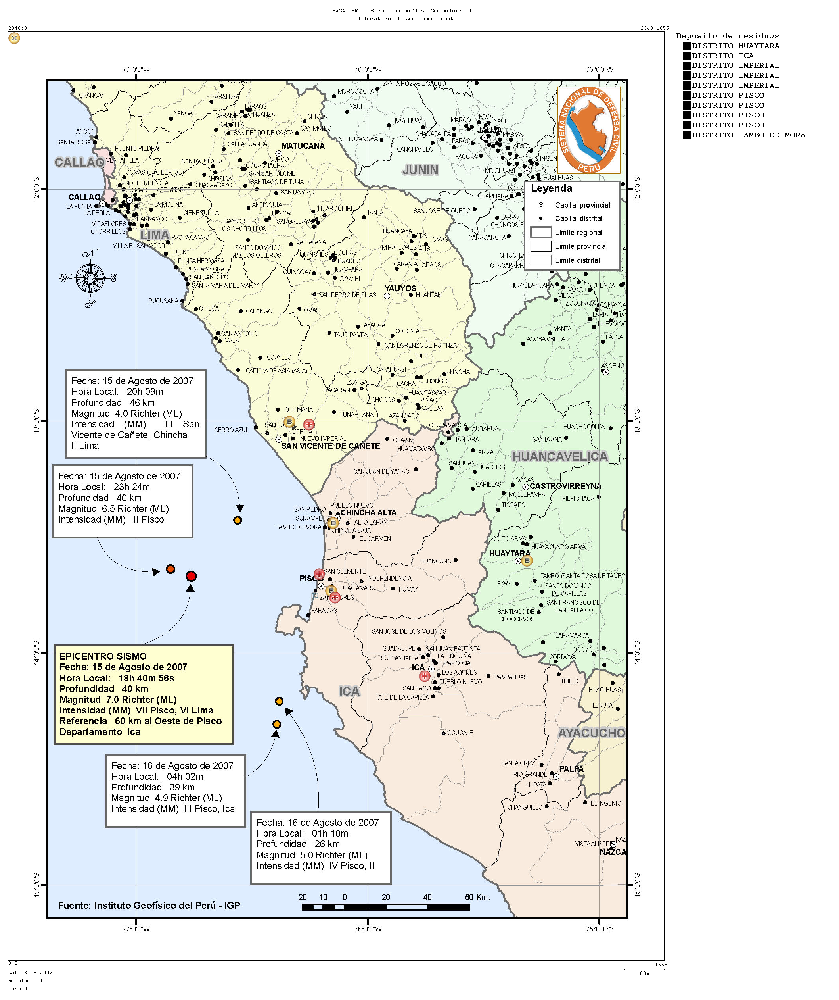 SAGA/UFRJ - Sistema de Análise Geo-Ambiental
Laboratório de Geoprocessamento
2340:0
2340:1655
Deposito de residuos
DISTRITO:HUAYTARA
DISTRITO:ICA
DISTRITO:IMPERIAL
DISTRITO:IMPERIAL
DISTRITO:IMPERIAL
DISTRITO:PISCO
DISTRITO:PISCO
DISTRITO:PISCO
DISTRITO:PISCO
DISTRITO:TAMBO DE MORA
77°0'0"W
76°0'0"W
75°0'0"W
SISTEMA NACIONAL DE DEFENSA CIVIL
PERU
Leyenda
Capital provincial
Capital distrital
Límite regional
Límite provincial
Límite distrital
12°0'0"S
12°0'0"S
SANTA ROSA DE SACCO
CHANCAY
MOROCOCHA
ARAHUAY
YANGAS
LARAOS
CARAMPOMA
HUANZA
YAULI
CHICLA
HUAY HUAY
MARCO
PACA
YAULI
CHACLLA
SAN MATEO
JAUJA
ANCON
SAN PEDRO DE CASTA
CHACAPALPA
MASMA
SANTA ROSA
SUITUCANCHA
PARCO
APATA
CALLAHUANCA
MATUCANA
PUENTE PIEDRA
CANCHAYLLO
PACCHA
CALLAO
VENTANILLA
SANTA EULALIA
SURCO
COCACHACRA
JUNIN
MATAHUASI
COMAS (LA LIBERTAD)
SAN BARTOLOME
CHOSICA
HUALHUAS
INDEPENDENCIA
CHACLACAYO
SANTIAGO DE TUNA
RIMAC
ATE VITARTE
SAN DAMIAN
CALLAO
CHAMBARA
LA PUNTA
LA MOLINA
ANTIOQUIA
HUAROCHIRI
LA PERLA
CIENEGUILLA
LANGA
TANTA
SAN JOSE DE QUERO
BARRANCO
SAN JOSE DE
LOS CHORRILLOS
SANGALLAYA
JARPA
MIRAFLORES
CHONGOS B
CHORRILLOS
LIMA
PACHACAMAC
HUANCAYA
VITIS
TOMAS
YANACANCHA
VILLA EL SALVADOR
SANTO DOMINGO
DE LOS OLLEROS
MARIATANA
MIRAFLORES
ALIS
LURIN
QUINCHES
COCHAS
HUAÑEC
CHICCHE
PUNTA HERMOSA
CARANIA
LARAOS
PUNTA NEGRA
QUINOCAY
HUAMPARA
SAN BARTOLO
AYAVIRI
SANTA MARIA DEL MAR
YAUYOS
HUAYLLAHUARA
MOYA
CUENCA
PUCUSANA
SAN PEDRO DE PILAS
HUANTAN
VILCA
IZCUCHACA
CHILCA
CALANGO
OMAS
LARIA
AYAUCA
SAN ANTONIO
TAURIPAMPA
COLONIA
MANTA
MALA
SAN LORENZO DE PUTINZA
ACOBAMBILLA
PALCA
COAYLLO
TUPE
CAPILLA DE ASIA (ASIA)
CATAHUASI
LINCHA
ASCENCI
ZUÑIGA
CACRA
HONGOS
PACARAN
HUANGASCAR
CHOCOS
VIÑAC
MADEAN
QUILMANA
LUNAHUANA
AZANGARO
Fecha: 15 de Agosto de 2007
Hora Local: 20h 09m
Profundidad 46 km
Magnitud 4.0 Richter (ML)
Intensidad (MM) III San
Vicente de Cañete, Chincha
II Lima
13°0'0"S
13°0'0"S
CERRO AZUL
IMPERIAL
NUEVO IMPERIAL
SAN VICENTE DE CAÑETE
CHUPAMARCA
AURAHUA
HUACHOCOLPA
CHAVIN
TANTARA
SANTA ANA
HUAMATAMBO
ARMA
HUANCAVELICA
SAN JUAN
HUACHOS
SAN JUAN DE YANAC
COCAS
CAPILLAS
CASTROVIRREYNA
MOLLEPAMPA
PILPICHACA
TICRAPO
Fecha: 15 de Agosto de 2007
Hora Local: 23h 24m
Profundidad 40 km
Magnitud 6.5 Richter (ML)
Intensidad (MM) III Pisco
SAN PEDRO
PUEBLO NUEVO
CHINCHA ALTA
SUNAMPE
ALTO LARAN
TAMBO DE MORA
CHINCHA BAJA
EL CARMEN
QUITO ARMA
HUAYACUNDO ARMA
HUAYTARA
HUANCANO
SAN CLEMENTE
TAMBO (SANTA ROSA DE TAMBO
NDEPENDENCIA
AYAVI
TUPAC AMARU
HUMAY
SANTO DOMINGO
DE CAPILLAS
SAN FRANCISCO DE
SANGALLAICO
PARACAS
SANTIAGO DE
CHOCORVOS
SAN JOSE DE LOS MOLINOS
LARAMARCA
GUADALUPE
SAN JUAN BAUTISTA
OCOYO
14°0'0"S
14°0'0"S
SUBTANJALLA
LA TINGUIÑA
CORDOVA
PARCONA
ICA
LOS AQUIJES
PAMPAHUASI
TIBILLO
PUEBLO NUEVO
SANTIAGO
HUAC-HUAS
TATE DE LA CAPILLA
ICA
LLAUTA
OCUCAJE
AYACUCHO
EPICENTRO SISMO
Fecha: 15 de Agosto de 2007
Hora Local: 18h 40m 56s
Profundidad 40 km
Magnitud 7.0 Richter (ML)
Intensidad (MM) VII Pisco, VI Lima
Referencia 60 km al Oeste de Pisco
Departamento Ica
SANTA CRUZ
PALPA
RIO GRANDE
LLIPATA
Fecha: 16 de Agosto de 2007
Hora Local: 04h 02m
Profundidad 39 km
Magnitud 4.9 Richter (ML)
Intensidad (MM) III Pisco, Ica
CHANGUILLO
EL INGENIO
Fecha: 16 de Agosto de 2007
Hora Local: 01h 10m
Profundidad 26 km
Magnitud 5.0 Richter (ML)
Intensidad (MM) IV Pisco, II
VISTA ALEGRE
NAZCA
15°0'0"S
15°0'0"S
Fuente: Instituto Geofísico del Perú - IGP
20 10 0 20 40 60 Km.
77°0'0"W
76°0'0"W
75°0'0"W
0:0
0:1655
Data:31/8/2007
100m
Resolução:1
Fuso:0